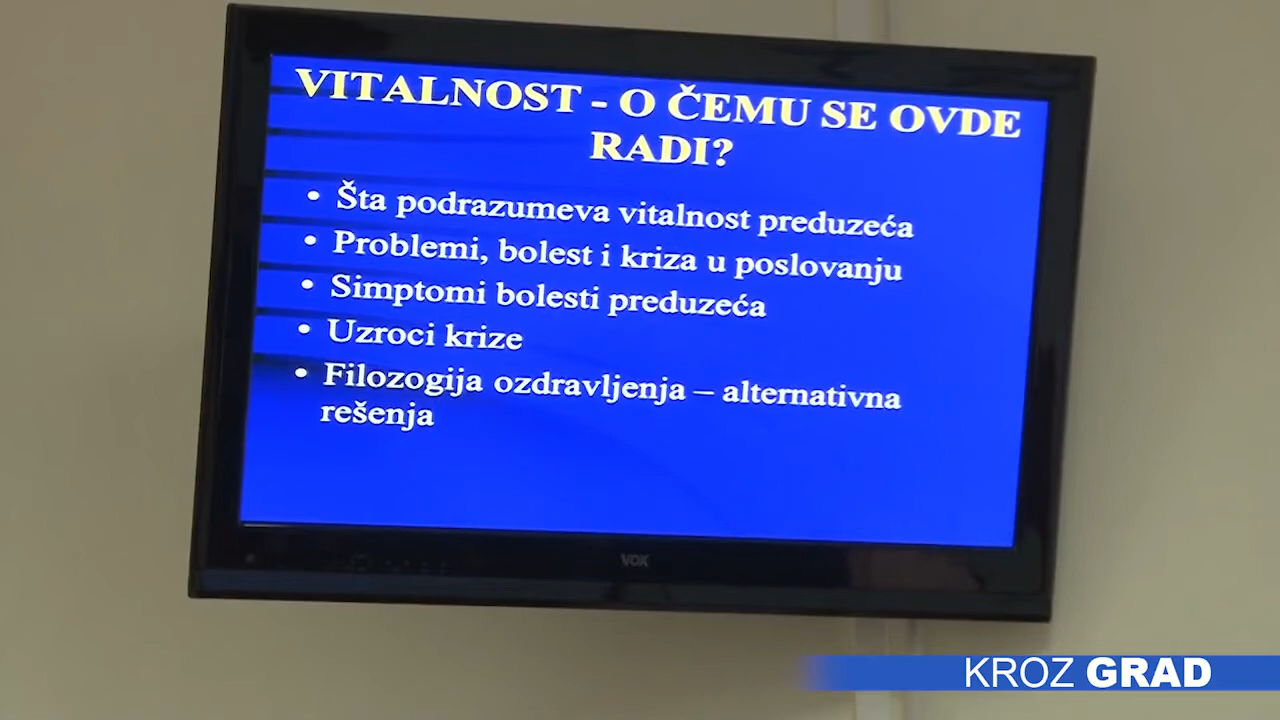 VITALNOST - O ČEMU SE OVDE
RADI?
• Šta podrazumeva vitalnost preduzeća
• Problemi, bolest i kriza u poslovanju
• Simptomi bolesti preduzeća
• Uzroci krize
• Filozogija ozdravljenja – alternativna
rešenja
VOX
KROZ GRAD